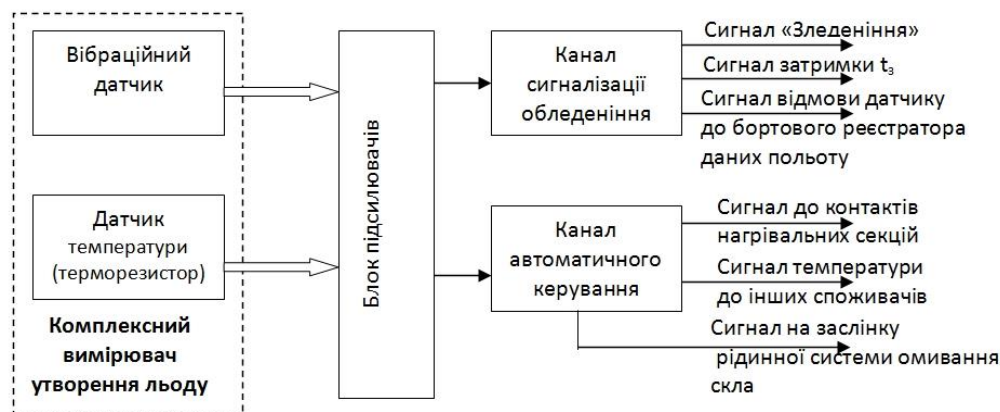 Вібраційний
датчик
Датчик
температури
(терморезистор)
Комплексний
вимірювач
утворення льоду
Блок підсилювачів
Канал
сигналізації
обледеніння
Сигнал «Зледеніння»
Сигнал затримки tз
Сигнал відмови датчику
до бортового реєстратора
даних польоту
Канал
автоматичного
керування
Сигнал до контактів
нагрівальних секцій
Сигнал температури
до інших споживачів
Сигнал на заслінку
рідинної системи омивання
скла